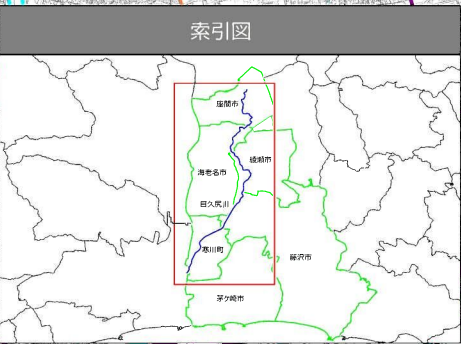 索引図
座間市
綾瀬市
海老名市
目久尻川
寒川町
藤沢市
茅ケ崎市